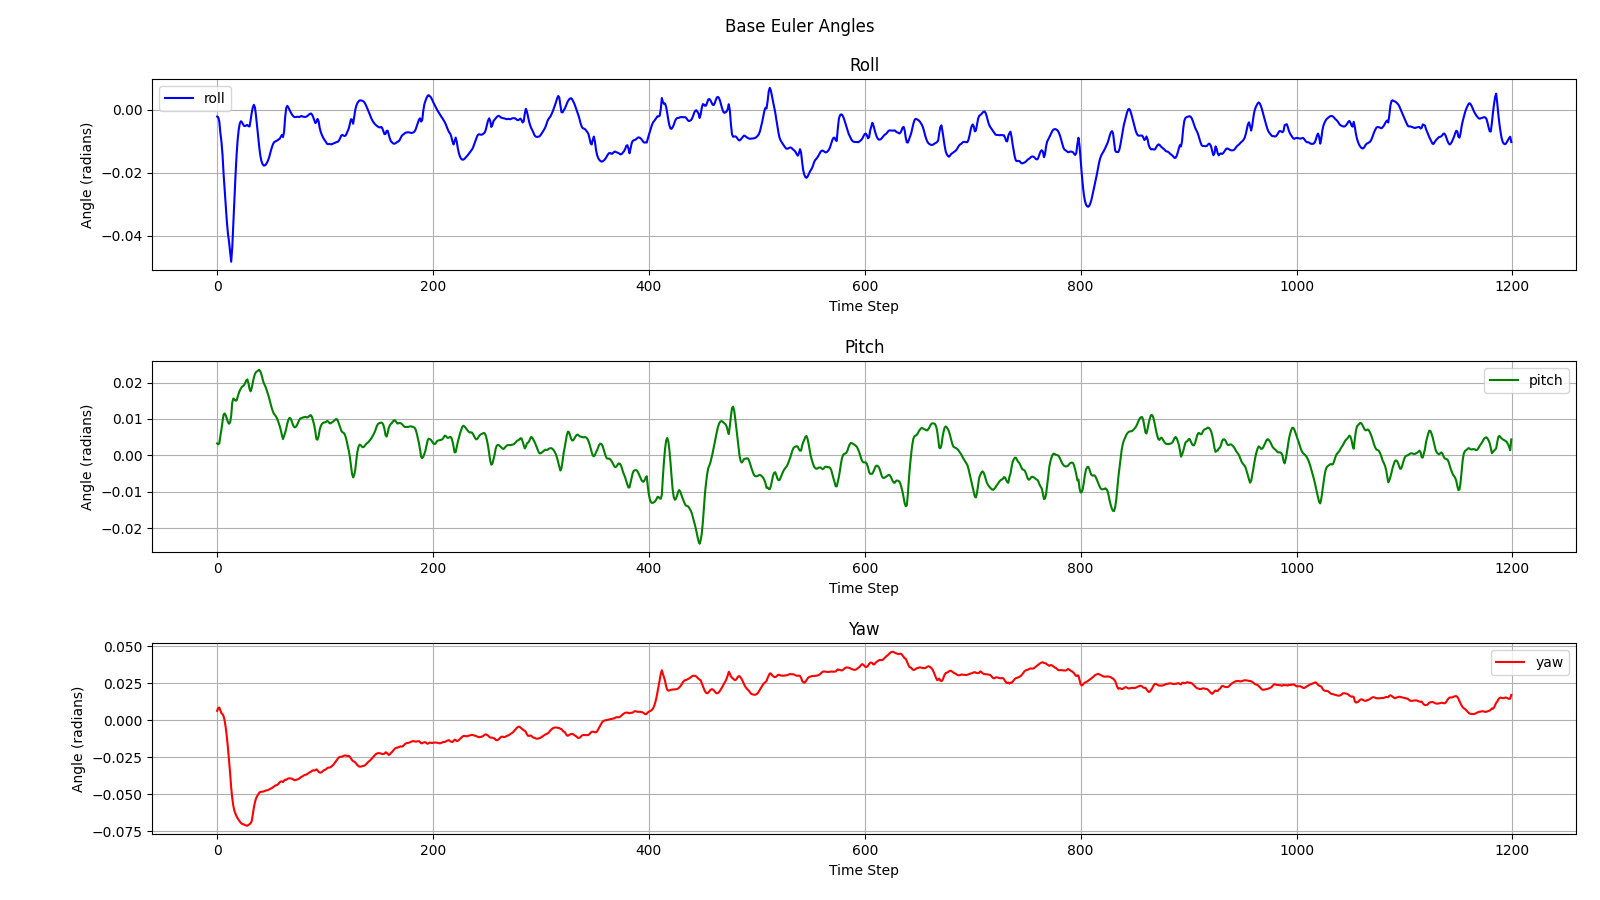 Base Euler Angles
Roll
roll
Angle (radians)
0.00
−0.02
−0.04
0 200 400 600 800 1000 1200
Time Step
Pitch
pitch
Angle (radians)
0.02
0.01
0.00
−0.01
−0.02
0 200 400 600 800 1000 1200
Time Step
Yaw
yaw
Angle (radians)
0.050
0.025
0.000
−0.025
−0.050
−0.075
0 200 400 600 800 1000 1200
Time Step